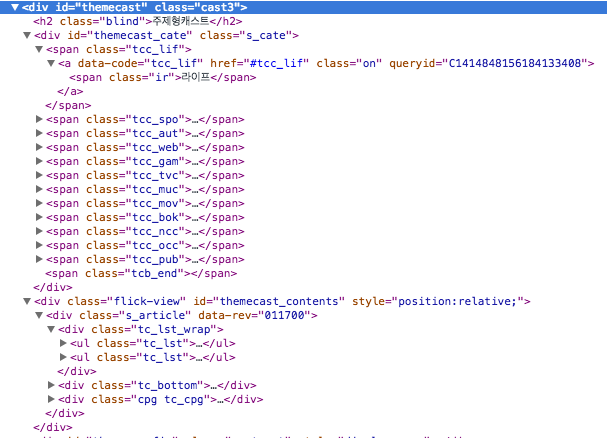 ▼<div id="themecast" class="cast3">
<h2 class="blind">주제형캐스트</h2>
▼<div id="themecast_cate" class="s_cate">
▼<span class="tcc_lif">
▼<a data-code="tcc_lif" href="#tcc_lif" class="on" queryid="C1414848156184133408">
<span class="ir">라이프</span>
</a>
</span>
▶<span class="tcc_spo">…</span>
▶<span class="tcc_aut">…</span>
▶<span class="tcc_web">…</span>
▶<span class="tcc_gam">…</span>
▶<span class="tcc_tvc">…</span>
▶<span class="tcc_muc">…</span>
▶<span class="tcc_mov">…</span>
▶<span class="tcc_bok">…</span>
▶<span class="tcc_ncc">…</span>
▶<span class="tcc_occ">…</span>
▶<span class="tcc_pub">…</span>
<span class="tcb_end"></span>
</div>
▼<div class="flick-view" id="themecast_contents" style="position:relative;">
▼<div class="s_article" data-rev="011700">
▼<div class="tc_lst_wrap">
▶<ul class="tc_lst">…</ul>
▶<ul class="tc_lst">…</ul>
</div>
▶<div class="tc_bottom">…</div>
▶<div class="cpg tc_cpg">…</div>
</div>
</div>